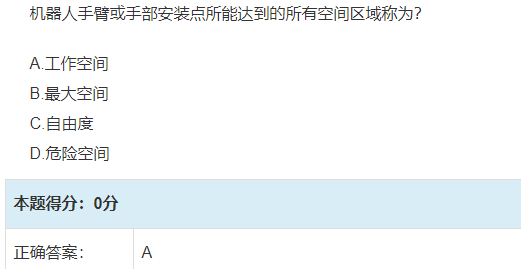 机器人手臂或手部安装点所能达到的所有空间区域称为?
A.工作空间
B.最大空间
C.自由度
D.危险空间
本题得分：0分
正确答案： A